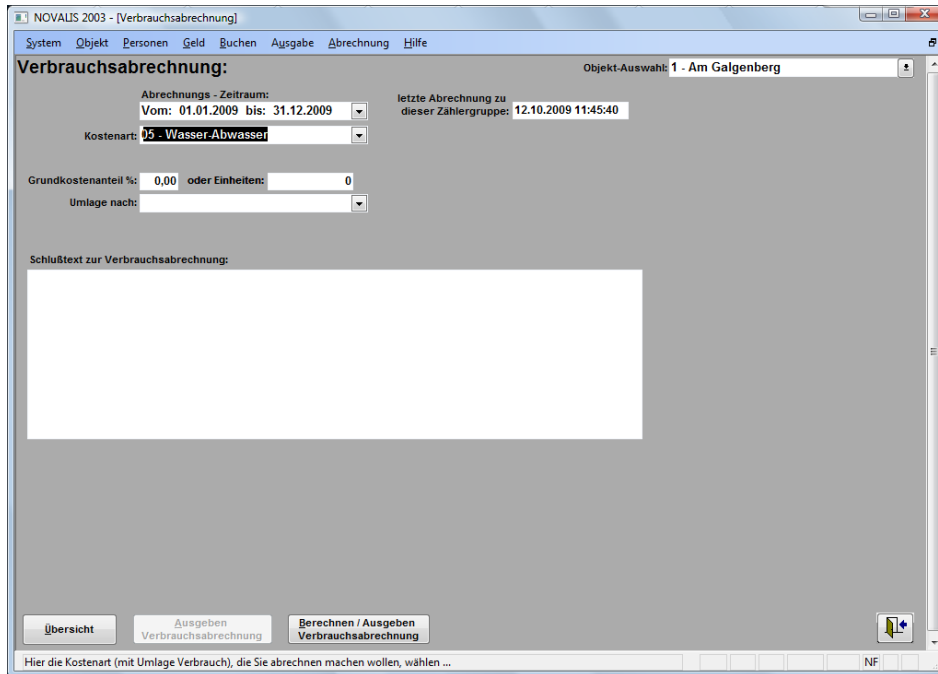 NOVALIS 2003 - [Verbrauchsabrechnung]
System Objekt Personen Geld Buchen Ausgabe Abrechnung Hilfe
Verbrauchsabrechnung:
Objekt-Auswahl: 1 - Am Galgenberg
Abrechnungs - Zeitraum:
Vom: 01.01.2009 bis: 31.12.2009
letzte Abrechnung zu
dieser Zählergruppe: 12.10.2009 11:45:40
Kostenart: 05 - Wasser-Abwasser
Grundkostenanteil %: 0,00 oder Einheiten: 0
Umlage nach:
Schlußtext zur Verbrauchsabrechnung:
Übersicht
Ausgeben
Verbrauchsabrechnung
Berechnen / Ausgeben
Verbrauchsabrechnung
Hier die Kostenart (mit Umlage Verbrauch), die Sie abrechnen machen wollen, wählen ...
NF